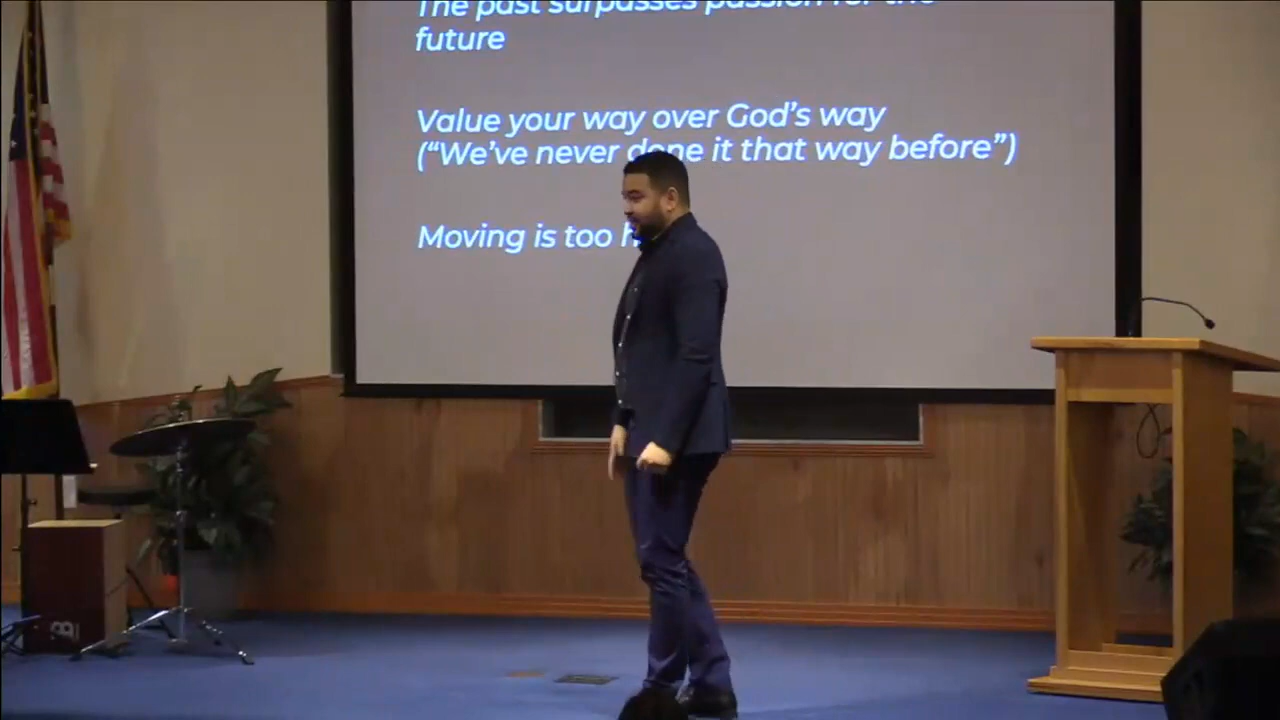 The past surpasses passion for the
future
Value your way over God's way
("We've never done it that way before")
Moving is too